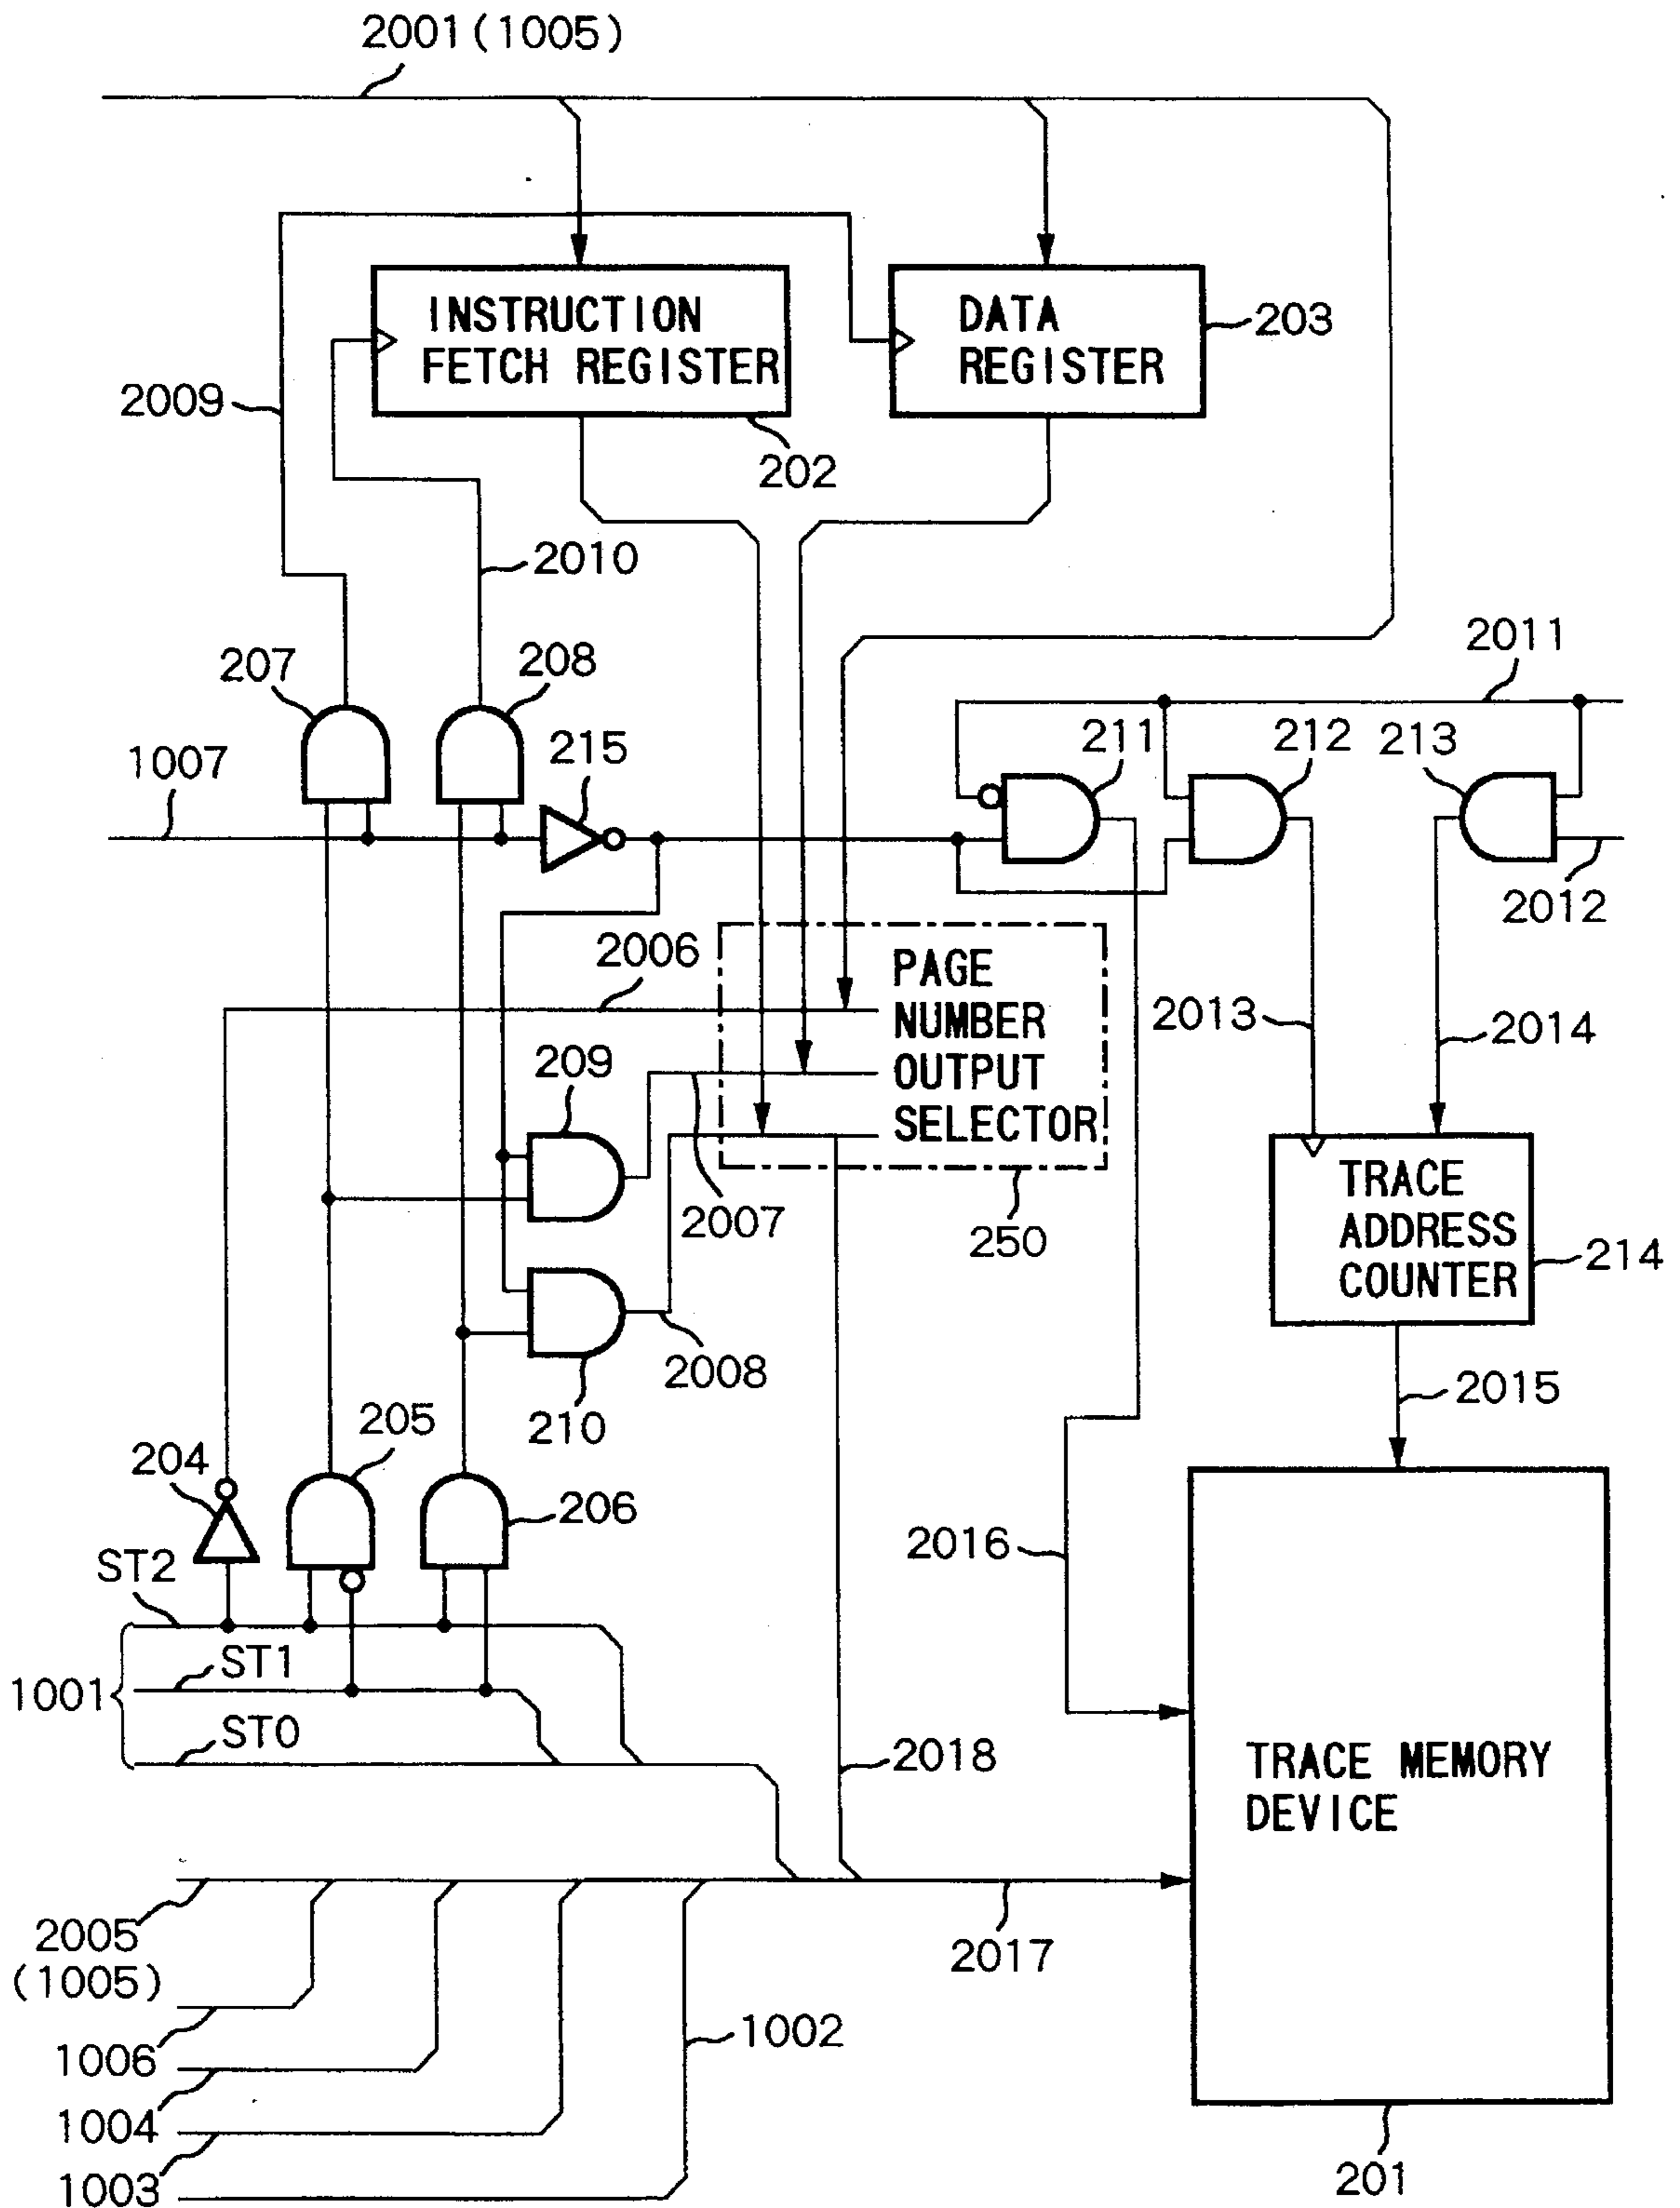 2001(1005)
INSTRUCTION
FETCH REGISTER
DATA
REGISTER
203
2009
202
2010
2011
207
208
215
211
212
213
1007
2012
2006
PAGE
NUMBER
OUTPUT
SELECTOR
2013
2014
209
2007
250
TRACE
ADDRESS
COUNTER
214
2008
210
2015
205
204
206
2016
ST2
ST1
1001
ST0
2018
TRACE MEMORY
DEVICE
2005
(1005)
2017
1006
1002
1004
1003
201